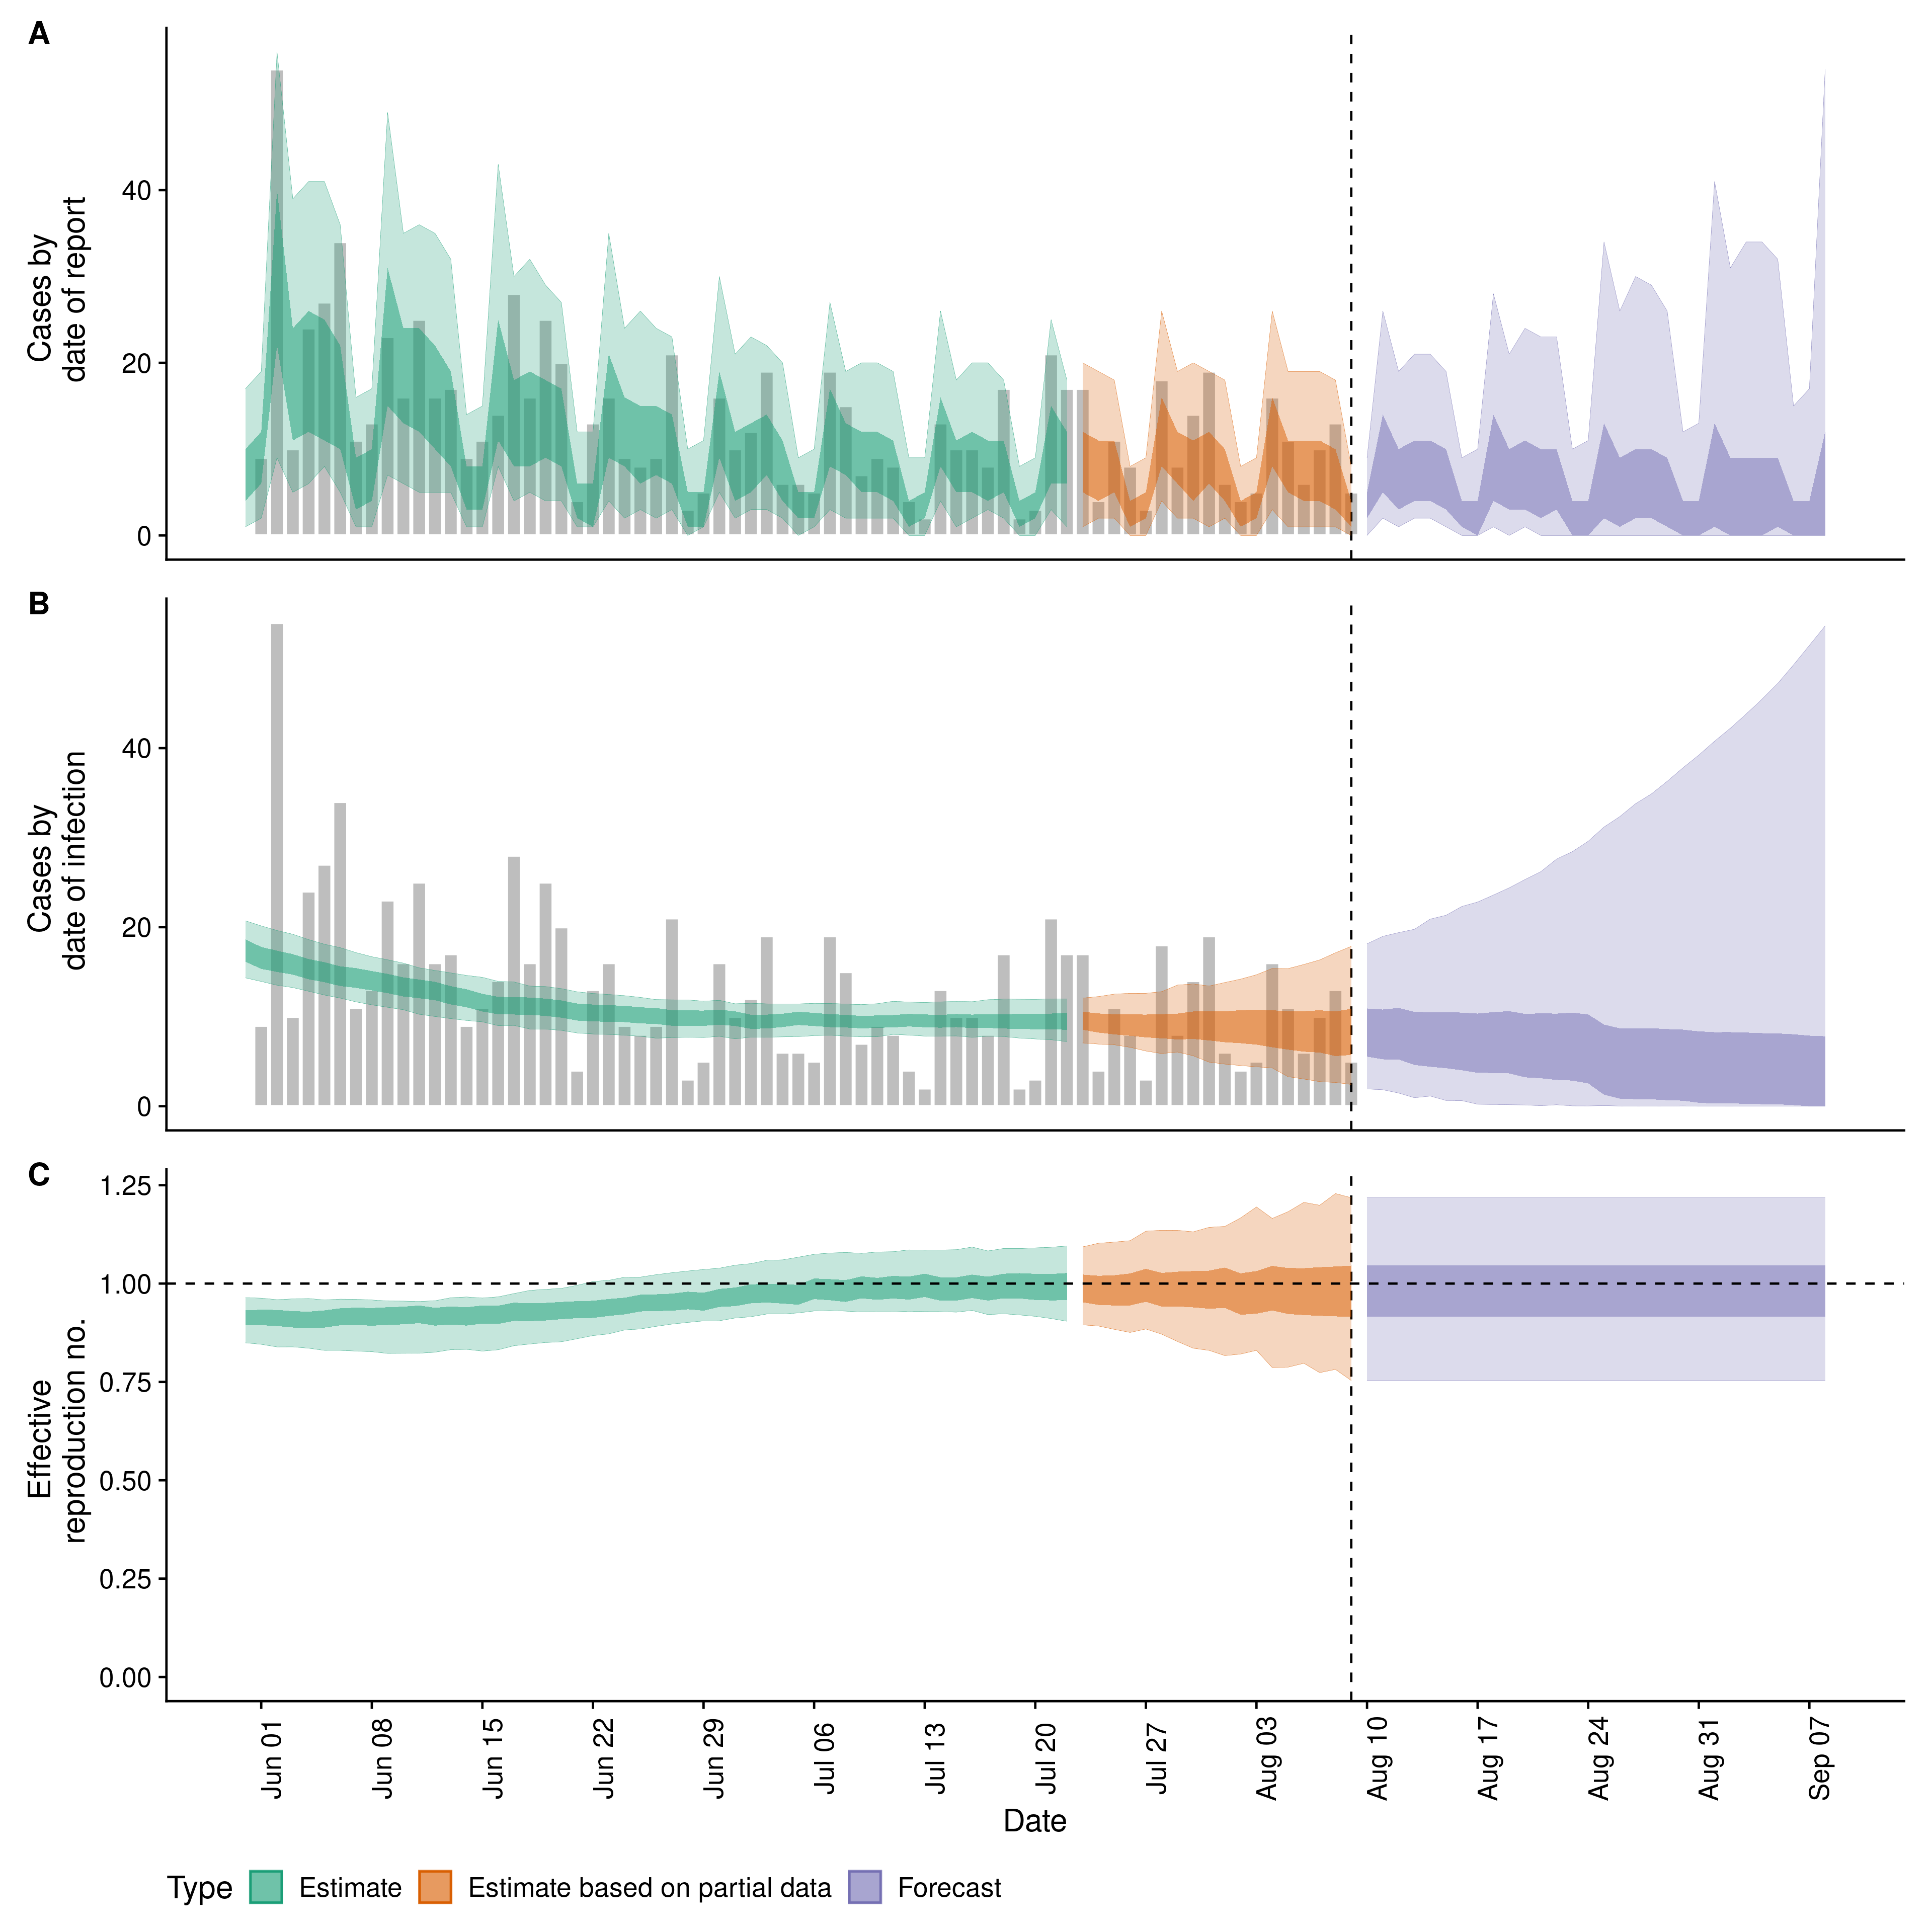 A
Cases by
date of report
40
20
0
B
Cases by
date of infection
40
20
0
C
Effective
reproduction no.
1.25
1.00
0.75
0.50
0.25
0.00
Jun 01
Jun 08
Jun 15
Jun 22
Jun 29
Jul 06
Jul 13
Jul 20
Jul 27
Aug 03
Aug 10
Aug 17
Aug 24
Aug 31
Sep 07
Date
Type Estimate Estimate based on partial data Forecast